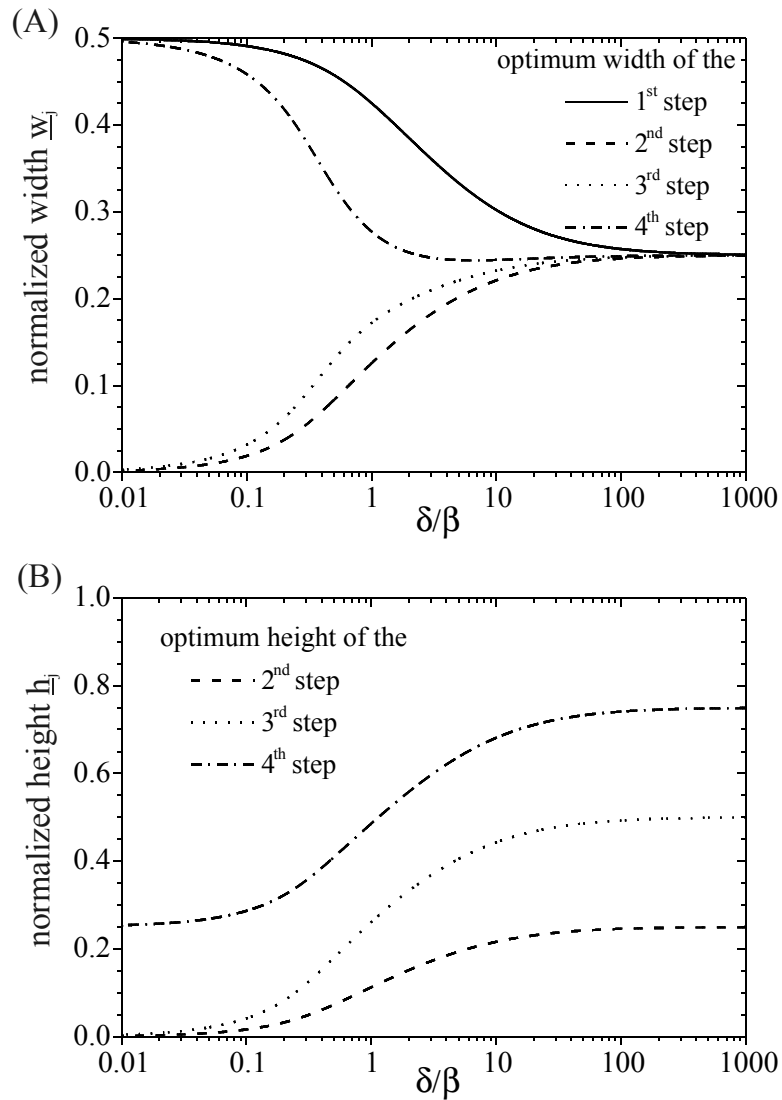 (A)
0.5
0.4
0.3
0.2
0.1
0.0
normalized width w_j
optimum width of the
1st step
2nd step
3rd step
4th step
0.01 0.1 1 10 100 1000
δ/β
(B)
1.0
0.8
0.6
0.4
0.2
0.0
normalized height h_j
optimum height of the
2nd step
3rd step
4th step
0.01 0.1 1 10 100 1000
δ/β